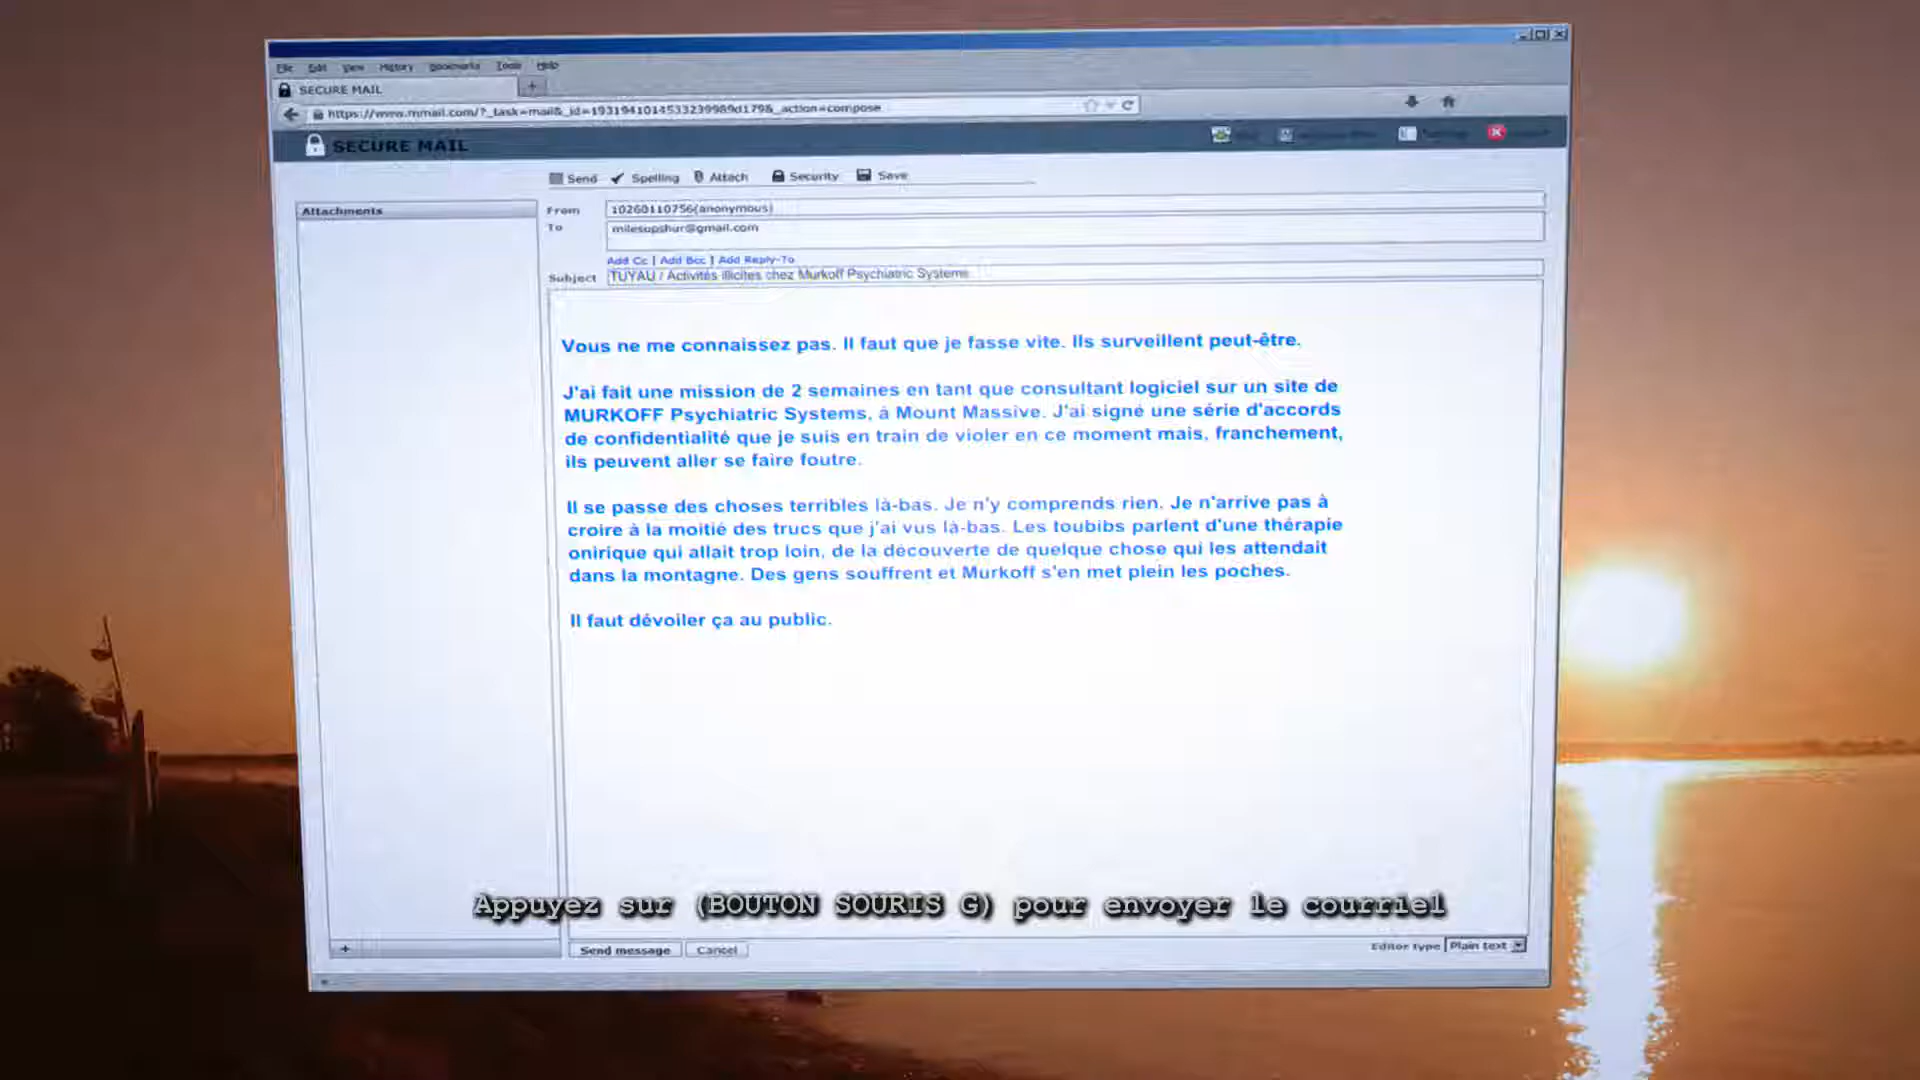 File Edit View History Bookmarks Tools Help
SECURE MAIL
https://www.mmail.com/?_task=mail&_id=1931941014533239989d179&_action=compose
SECURE MAIL
Send Spelling Attach Security Save
Attachments
From 10260110756(anonymous)
To milesupshur@gmail.com
Add Cc | Add Bcc | Add Reply-To
Subject TUYAU / Activités illicites chez Murkoff Psychiatric Systems
Vous ne me connaissez pas. Il faut que je fasse vite. Ils surveillent peut-être.
J'ai fait une mission de 2 semaines en tant que consultant logiciel sur un site de
MURKOFF Psychiatric Systems, à Mount Massive. J'ai signé une série d'accords
de confidentialité que je suis en train de violer en ce moment mais, franchement,
ils peuvent aller se faire foutre.
Il se passe des choses terribles là-bas. Je n'y comprends rien. Je n'arrive pas à
croire à la moitié des trucs que j'ai vus là-bas. Les toubibs parlent d'une thérapie
onirique qui allait trop loin, de la découverte de quelque chose qui les attendait
dans la montagne. Des gens souffrent et Murkoff s'en met plein les poches.
Il faut dévoiler ça au public.
Appuyez sur (BOUTON SOURIS G) pour envoyer le courriel
Send message Cancel
Editor type Plain text